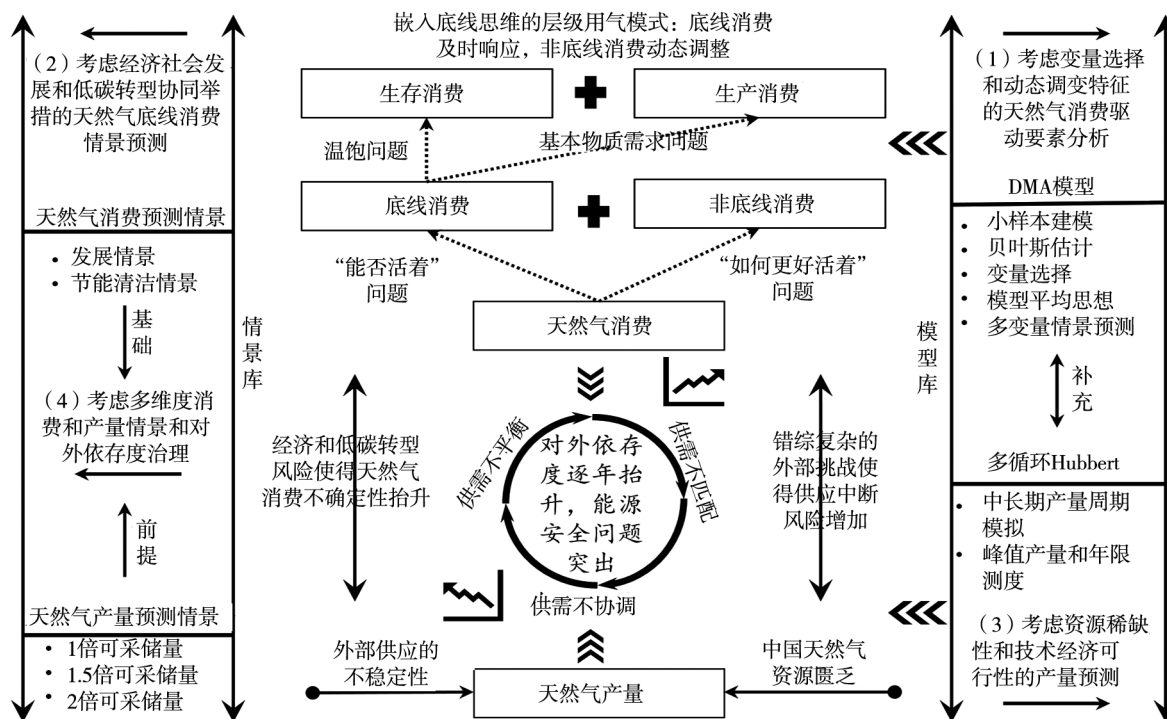 嵌入底线思维的层级用气模式：底线消费
及时响应，非底线消费动态调整
（2）考虑经济社会发
展和低碳转型协同举
措的天然气底线消费
情景预测
天然气消费预测情景
• 发展情景
• 节能清洁情景
基础
（4）考虑多维度消
费和产量情景和对
外依存度治理
前提
天然气产量预测情景
• 1倍可采储量
• 1.5倍可采储量
• 2倍可采储量
情景库
生存消费
生产消费
温饱问题
基本物质需求问题
底线消费
非底线消费
“能否活着”
问题
“如何更好活着”
问题
天然气消费
经济和低碳转型
风险使得天然气
消费不确定性抬升
供需不平衡
供需不匹配
对外依存
度逐年抬
升，能源
安全问题
突出
供需不协调
错综复杂的
外部挑战使
得供应中断
风险增加
外部供应的
不稳定性
天然气产量
中国天然气
资源匮乏
模型库
（1）考虑变量选择
和动态调变特征
的天然气消费驱
动要素分析
DMA模型
• 小样本建模
• 贝叶斯估计
• 变量选择
• 模型平均思想
• 多变量情景预测
补充
多循环Hubbert
• 中长期产量周期
模拟
• 峰值产量和年限
测度
（3）考虑资源稀缺
性和技术经济可
行性的产量预测